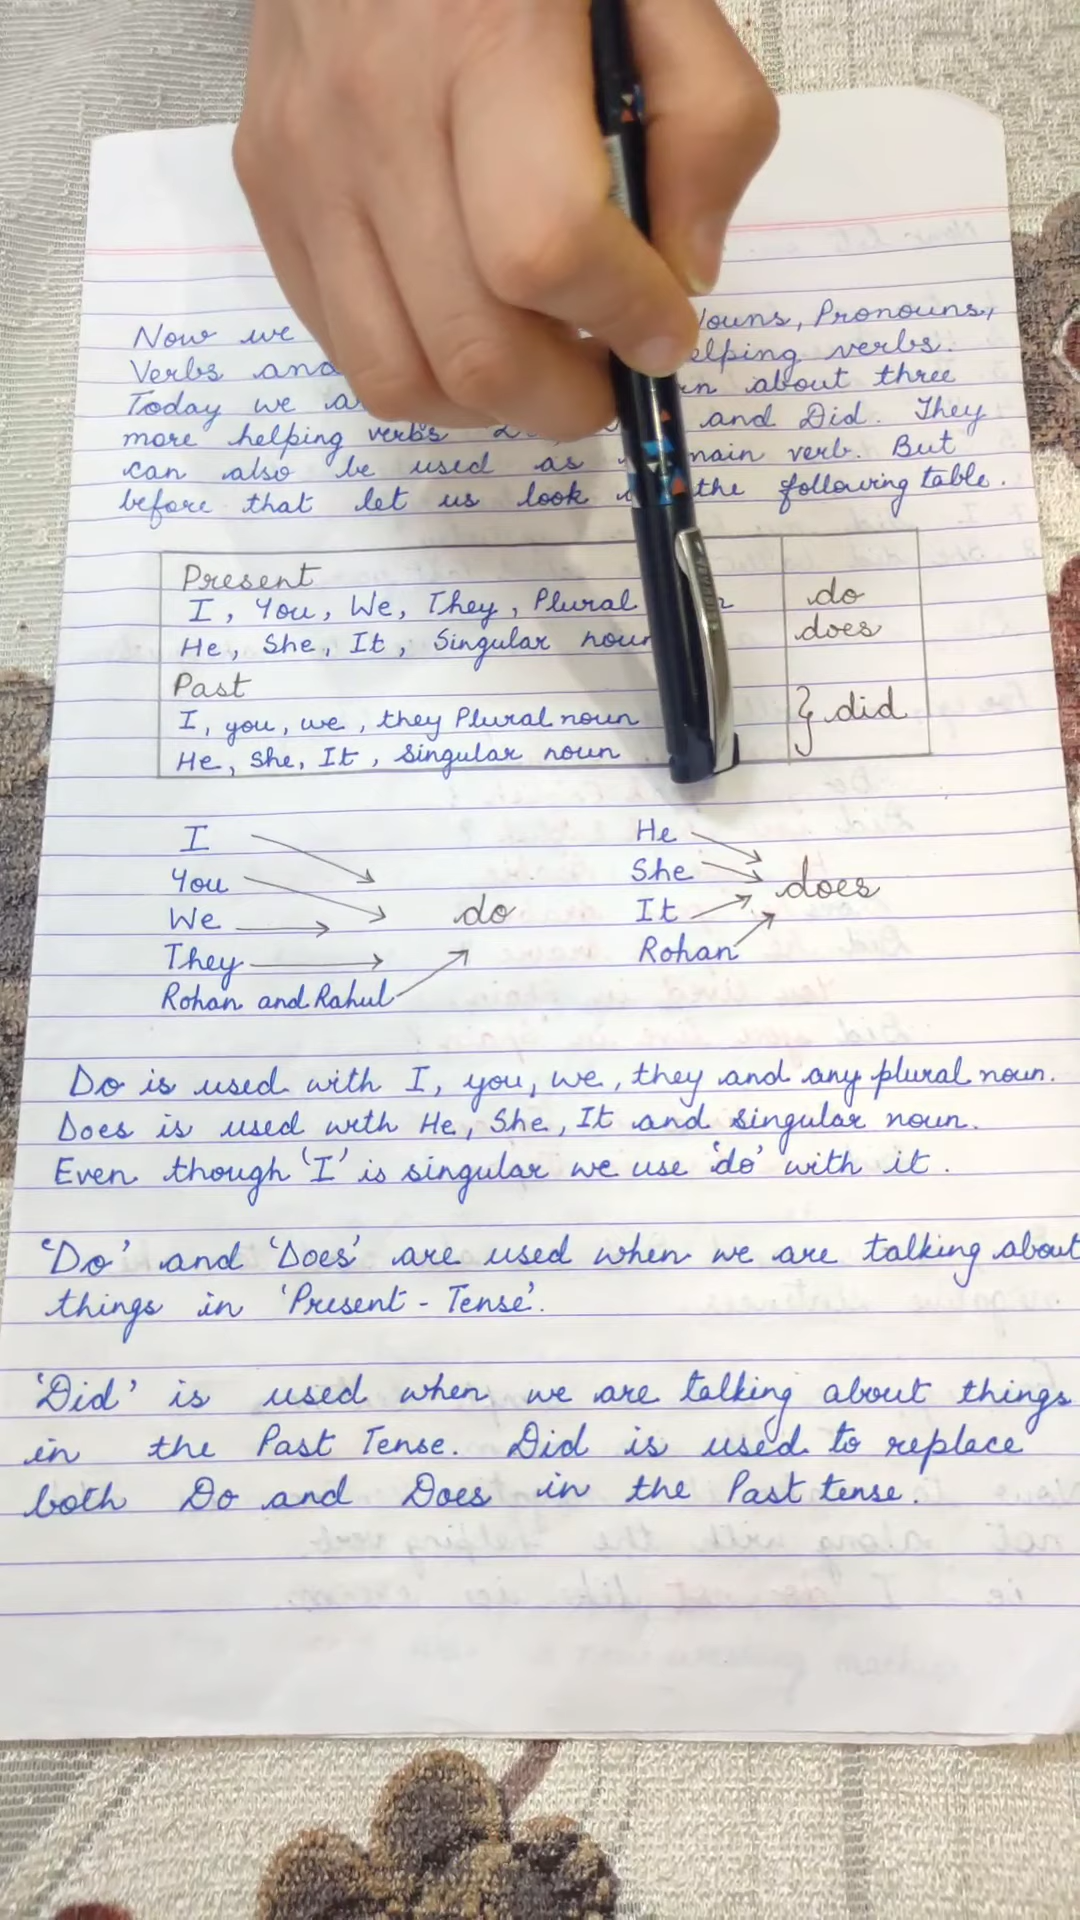 Now we Nouns, Pronouns,
Verbs and helping verbs.
Today we about three
more helping verbs and Did. They
can also be used as main verb. But
before that let us look the following table.
Present
I, You, We, They, Plural do
He, She, It, Singular noun does
Past
I, you, we, they Plural noun } did
He, She, It, Singular noun
I He
You She does
We do It
They Rohan
Rohan and Rahul
Do is used with I, you, we, they and any plural noun.
Does is used with He, She, It and singular noun.
Even though 'I' is singular we use 'do' with it.
'Do' and 'Does' are used when we are talking about
things in 'Present - Tense'.
'Did' is used when we are talking about things
in the Past Tense. Did is used to replace
both Do and Does in the Past tense.